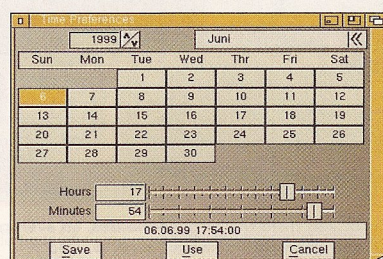 Time Preferences
1999 Juni
Sun Mon Tue Wed Thr Fri Sat
1 2 3 4 5
6 7 8 9 10 11 12
13 14 15 16 17 18 19
20 21 22 23 24 25 26
27 28 29 30
Hours 17
Minutes 54
06.06.99 17:54:00
Save Use Cancel